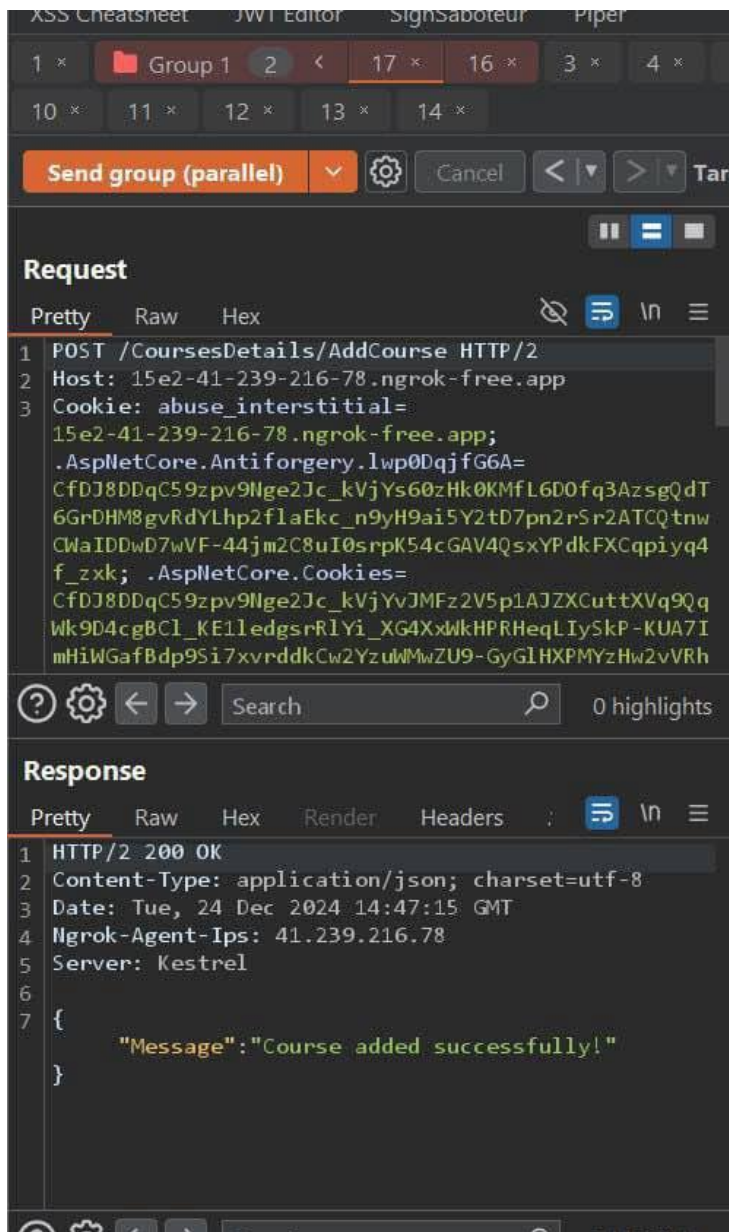 XSS Cheatsheet JWT Editor SignSaboteur Piper
1 × Group 1 2 < 17 × 16 × 3 × 4 ×
10 × 11 × 12 × 13 × 14 ×
Send group (parallel) Cancel < > Tar
Request
Pretty Raw Hex \n
1 POST /CoursesDetails/AddCourse HTTP/2
2 Host: 15e2-41-239-216-78.ngrok-free.app
3 Cookie: abuse_interstitial=
15e2-41-239-216-78.ngrok-free.app;
.AspNetCore.Antiforgery.lwp0DqjfG6A=
CfDJ8DDqC59zpv9Nge2Jc_kVjYs60zHk0KMfL6DOfq3AzsgQdT
6GrDHM8gvRdYLhp2flaEkc_n9yH9ai5Y2tD7pn2rSr2ATCQtnw
CWaIDDwD7wVF-44jm2C8uI0srpK54cGAV4QsxYPdkFXCqpiyq4
f_zxk; .AspNetCore.Cookies=
CfDJ8DDqC59zpv9Nge2Jc_kVjYvJMFz2V5p1AJZXCuttXVq9Qq
Wk9D4cgBCl_KE1ledgsrRlYi_XG4XxWkHPRHeqLIySkP-KUA7I
mHiWGafBdp9Si7xvrddkCw2YzuWMwZU9-GyGlHXPMYzHw2vVRh
Search 0 highlights
Response
Pretty Raw Hex Render Headers \n
1 HTTP/2 200 OK
2 Content-Type: application/json; charset=utf-8
3 Date: Tue, 24 Dec 2024 14:47:15 GMT
4 Ngrok-Agent-Ips: 41.239.216.78
5 Server: Kestrel
6
7 {
"Message":"Course added successfully!"
}